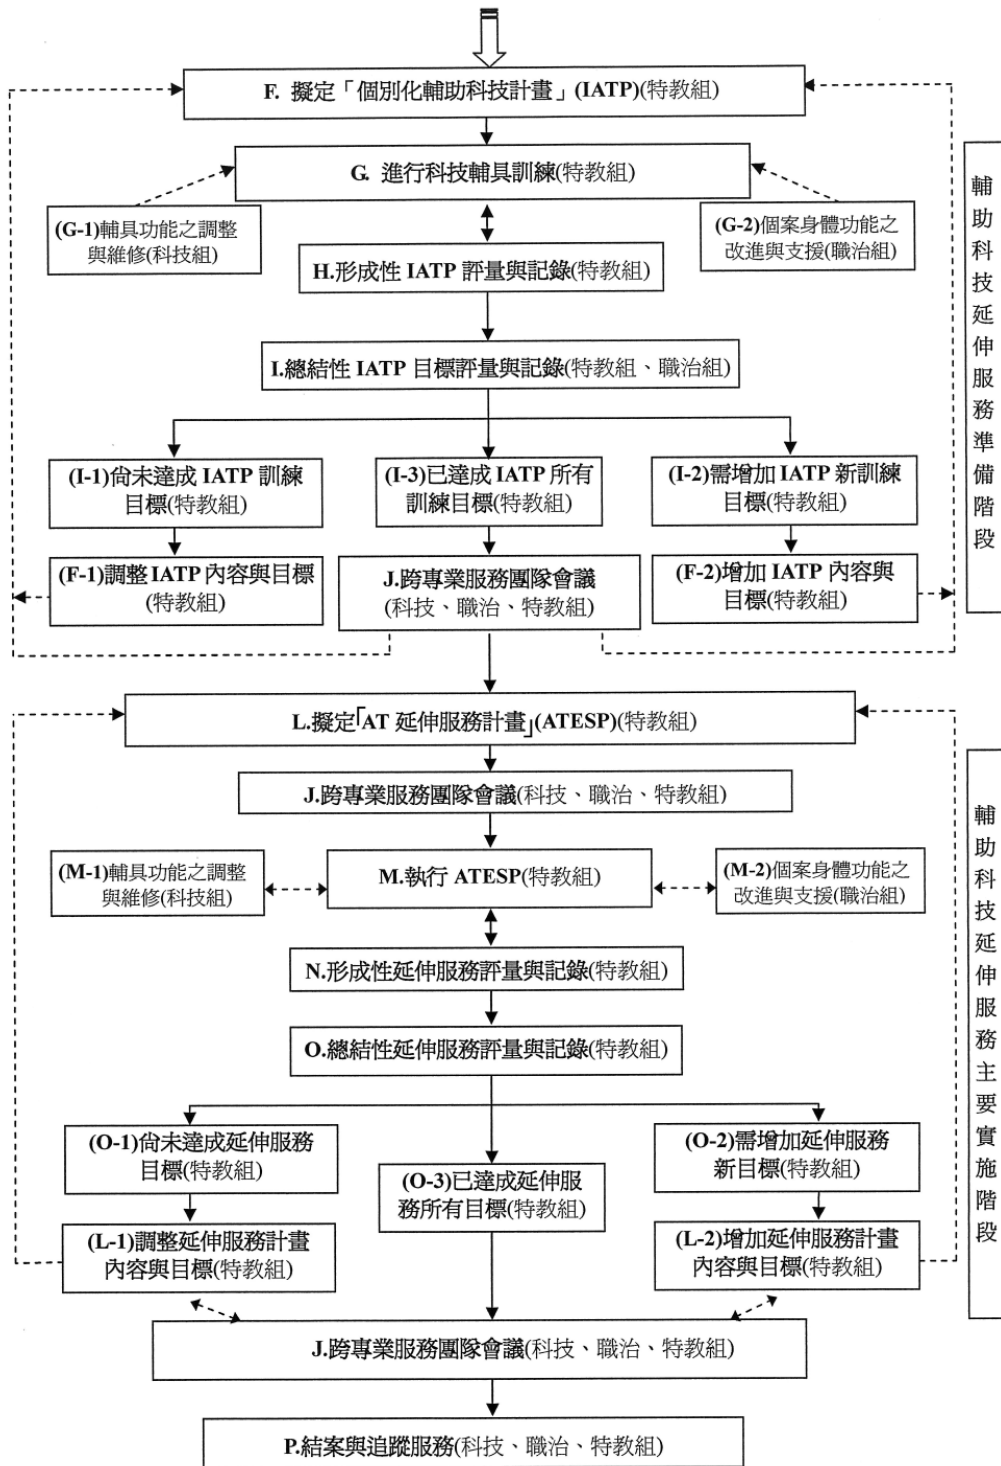 F. 擬定「個別化輔助科技計畫」(IATP)(特教組)
G. 進行科技輔具訓練(特教組)
(G-1)輔具功能之調整
與維修(科技組)
(G-2)個案身體功能之
改進與支援(職治組)
H.形成性 IATP 評量與記錄(特教組)
I.總結性 IATP 目標評量與記錄(特教組、職治組)
(I-1)尚未達成 IATP 訓練
目標(特教組)
(I-3)已達成 IATP 所有
訓練目標(特教組)
(I-2)需增加 IATP 新訓練
目標(特教組)
(F-1)調整 IATP 內容與目標
(特教組)
J.跨專業服務團隊會議
(科技、職治、特教組)
(F-2)增加 IATP 內容與
目標(特教組)
輔助科技延伸服務準備階段
L.擬定「AT 延伸服務計畫」(ATESP)(特教組)
J.跨專業服務團隊會議(科技、職治、特教組)
(M-1)輔具功能之調整
與維修(科技組)
M.執行 ATESP(特教組)
(M-2)個案身體功能之
改進與支援(職治組)
N.形成性延伸服務評量與記錄(特教組)
O.總結性延伸服務評量與記錄(特教組)
(O-1)尚未達成延伸服務
目標(特教組)
(O-3)已達成延伸服
務所有目標(特教組)
(O-2)需增加延伸服務
新目標(特教組)
(L-1)調整延伸服務計畫
內容與目標(特教組)
(L-2)增加延伸服務計畫
內容與目標(特教組)
J.跨專業服務團隊會議(科技、職治、特教組)
P.結案與追蹤服務(科技、職治、特教組)
輔助科技延伸服務主要實施階段